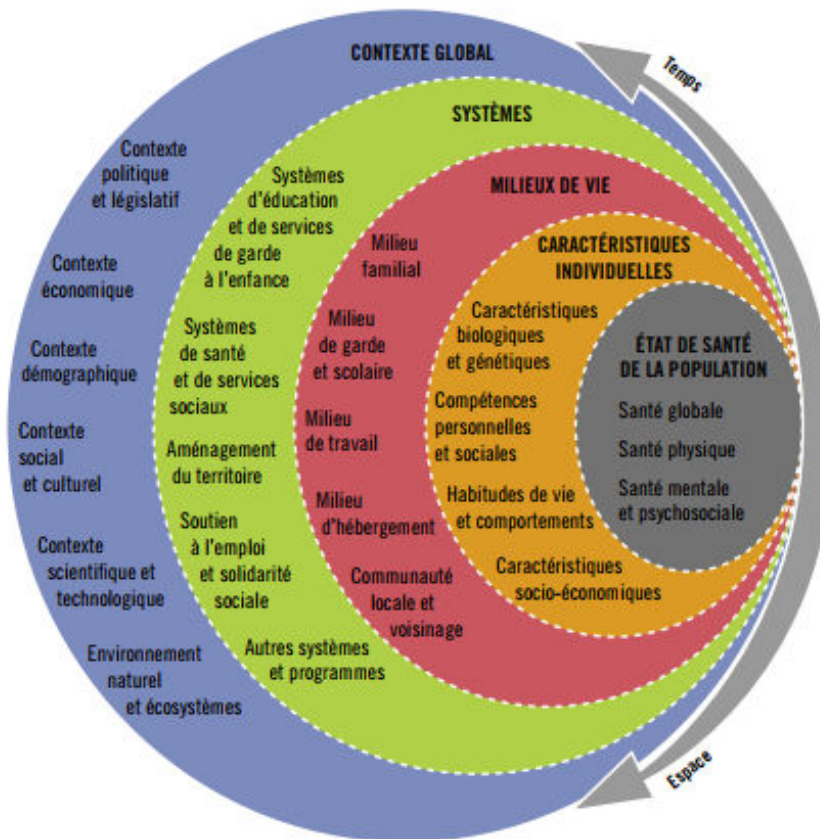 CONTEXTE GLOBAL
Contexte
politique
et législatif
Contexte
économique
Contexte
démographique
Contexte
social
et culturel
Contexte
scientifique et
technologique
Environnement
naturel
et écosystèmes
SYSTÈMES
Systèmes
d'éducation
et de services
de garde
à l'enfance
Systèmes
de santé
et de services
sociaux
Aménagement
du territoire
Soutien
à l'emploi
et solidarité
sociale
Autres systèmes
et programmes
MILIEUX DE VIE
Milieu
familial
Milieu
de garde
et scolaire
Milieu
de travail
Milieu
d'hébergement
Communauté
locale et
voisinage
CARACTÉRISTIQUES
INDIVIDUELLES
Caractéristiques
biologiques
et génétiques
Compétences
personnelles
et sociales
Habitudes de vie
et comportements
Caractéristiques
socio-économiques
ÉTAT DE SANTÉ
DE LA POPULATION
Santé globale
Santé physique
Santé mentale
et psychosociale
Temps
Espace